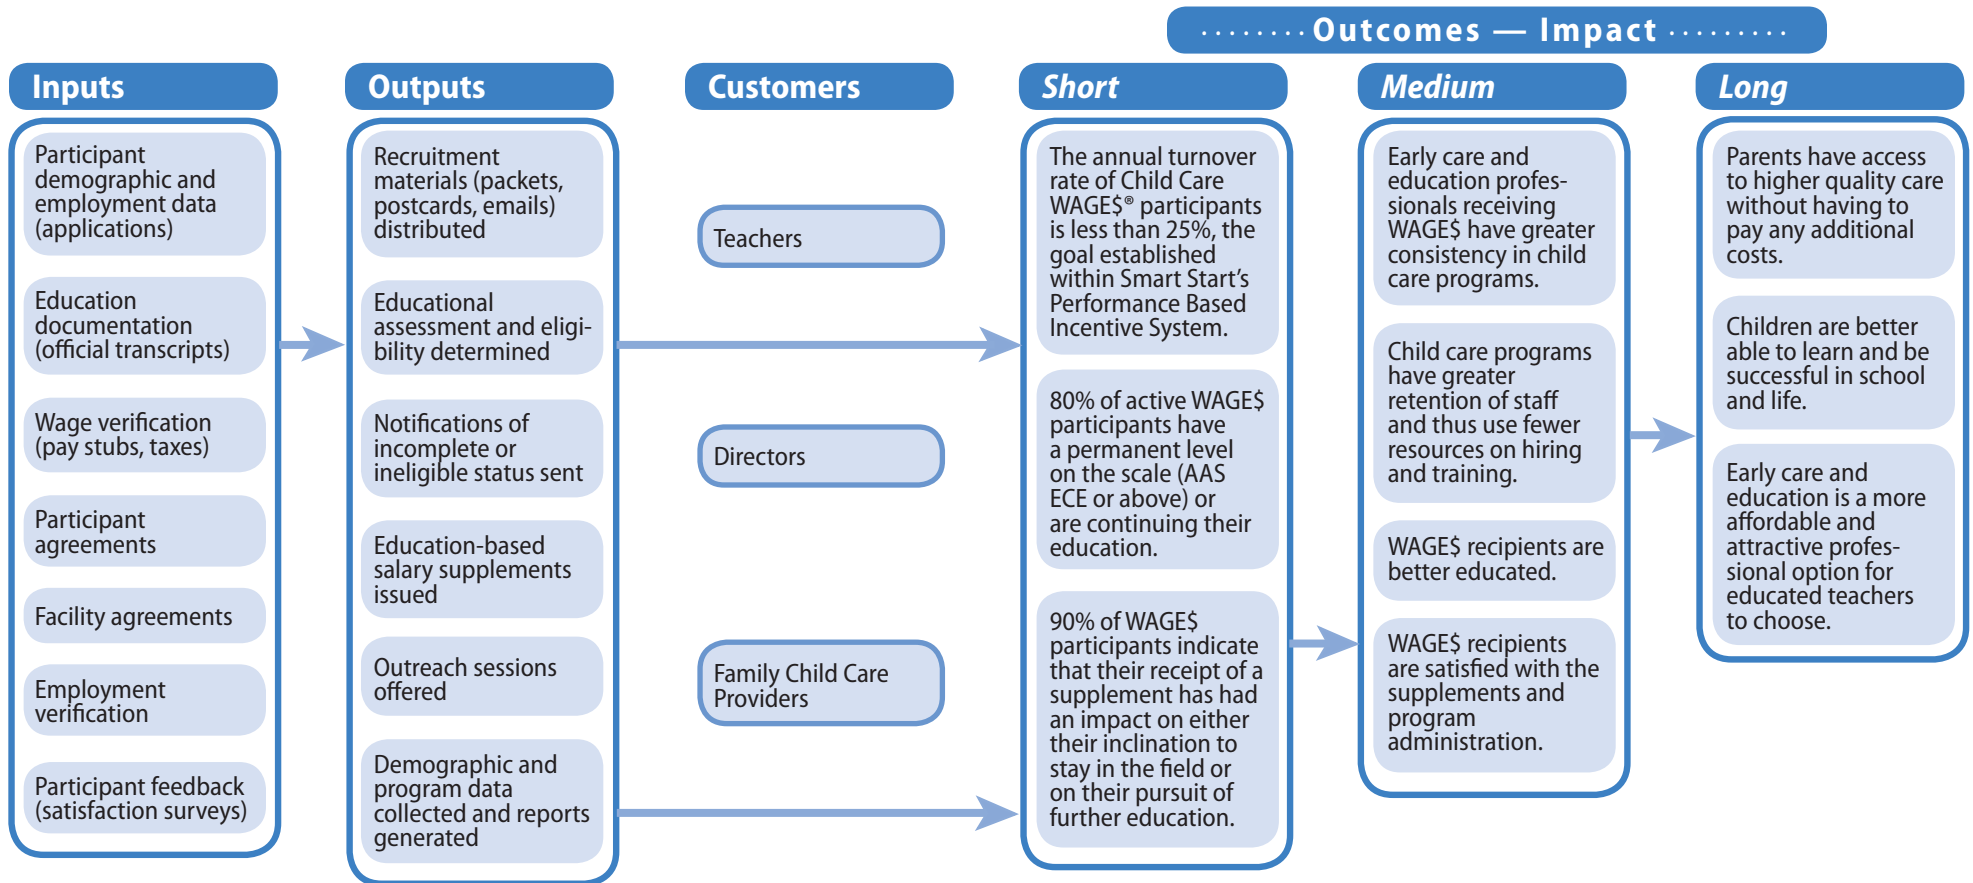 Outcomes — Impact
Inputs
Participant
demographic and
employment data
(applications)
Education
documentation
(official transcripts)
Wage verification
(pay stubs, taxes)
Participant
agreements
Facility agreements
Employment
verification
Participant feedback
(satisfaction surveys)
Outputs
Recruitment
materials (packets,
postcards, emails)
distributed
Educational
assessment and eligi-
bility determined
Notifications of
incomplete or
ineligible status sent
Education-based
salary supplements
issued
Outreach sessions
offered
Demographic and
program data
collected and reports
generated
Customers
Teachers
Directors
Family Child Care
Providers
Short
The annual turnover
rate of Child Care
WAGE$® participants
is less than 25%, the
goal established
within Smart Start’s
Performance Based
Incentive System.
80% of active WAGE$
participants have
a permanent level
on the scale (AAS
ECE or above) or
are continuing their
education.
90% of WAGE$
participants indicate
that their receipt of a
supplement has had
an impact on either
their inclination to
stay in the field or
on their pursuit of
further education.
Medium
Early care and
education profes-
sionals receiving
WAGE$ have greater
consistency in child
care programs.
Child care programs
have greater
retention of staff
and thus use fewer
resources on hiring
and training.
WAGE$ recipients are
better educated.
WAGE$ recipients
are satisfied with the
supplements and
program
administration.
Long
Parents have access
to higher quality care
without having to
pay any additional
costs.
Children are better
able to learn and be
successful in school
and life.
Early care and
education is a more
affordable and
attractive profes-
sional option for
educated teachers
to choose.